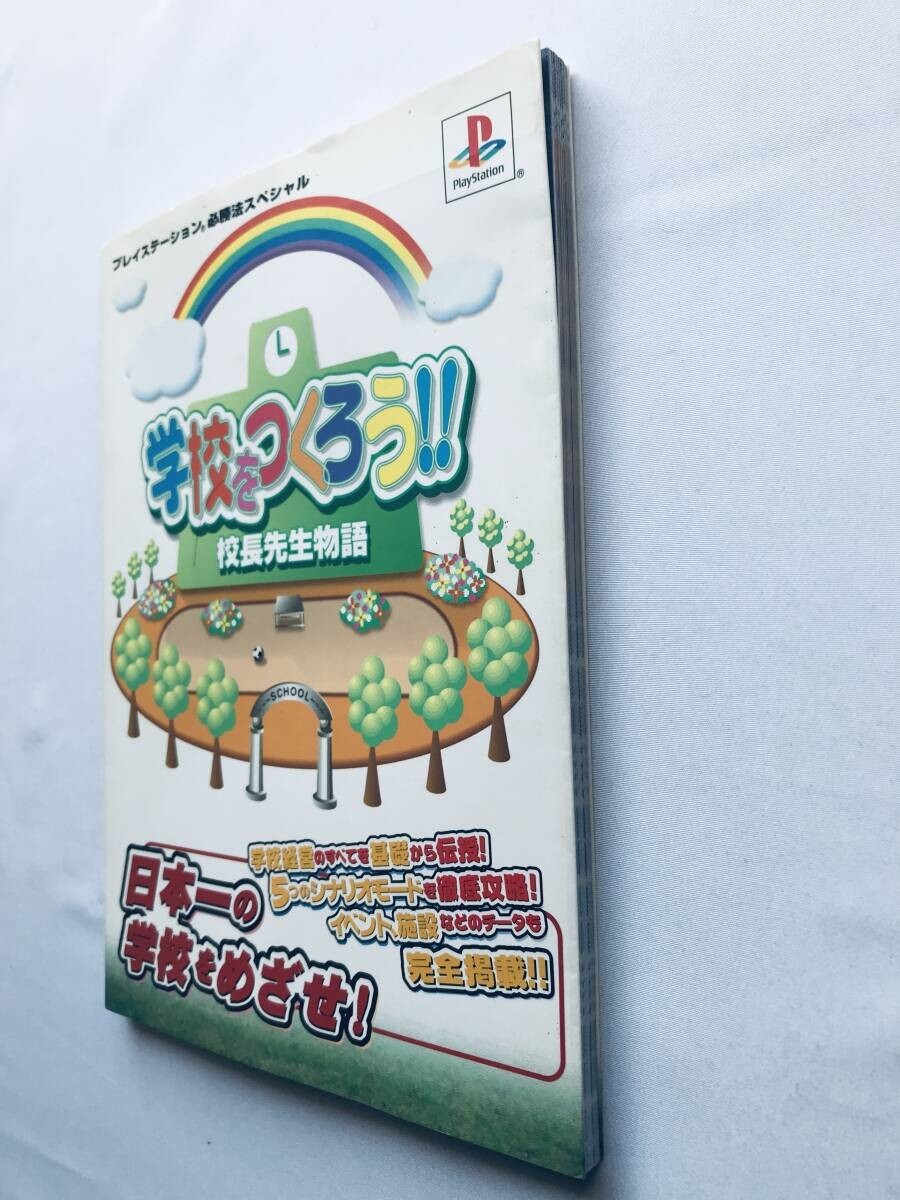 PlayStation®
プレイステーション®必勝法スペシャル
学校をつくろう!!
校長先生物語
SCHOOL
学校経営のすべてを基礎から伝授!
5つのシナリオモードを徹底攻略!
イベント、施設などのデータも
完全掲載!!
日本一の
学校をめざせ!